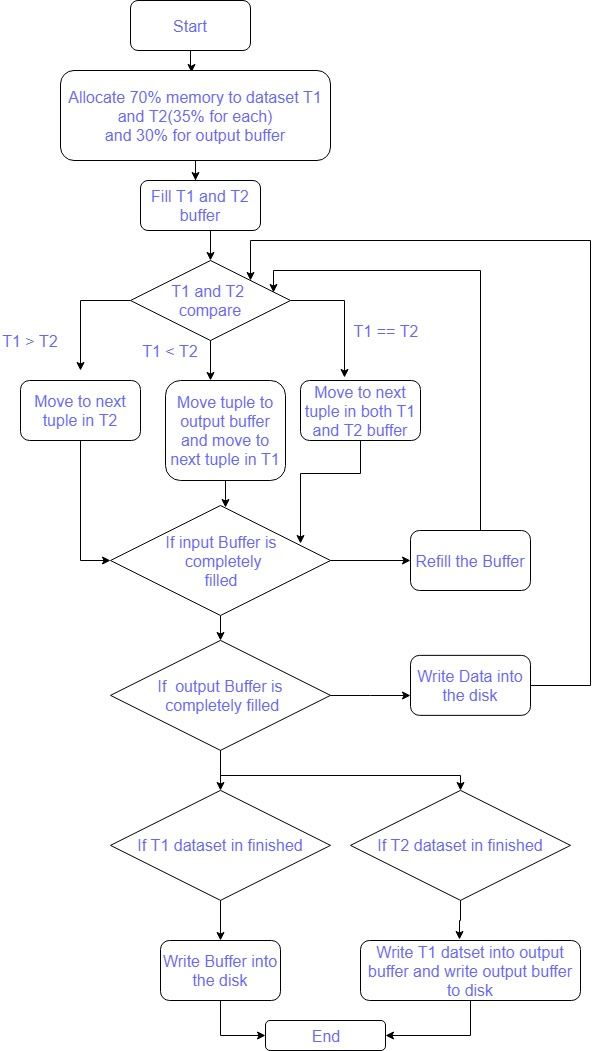 Start
Allocate 70% memory to dataset T1
and T2(35% for each)
and 30% for output buffer
Fill T1 and T2
buffer
T1 and T2
compare
T1 > T2
T1 < T2
T1 == T2
Move to next
tuple in T2
Move tuple to
output buffer
and move to
next tuple in T1
Move to next
tuple in both T1
and T2 buffer
If input Buffer is
completely
filled
Refill the Buffer
If output Buffer is
completely filled
Write Data into
the disk
If T1 dataset in finished
If T2 dataset in finished
Write Buffer into
the disk
Write T1 datset into output
buffer and write output buffer
to disk
End